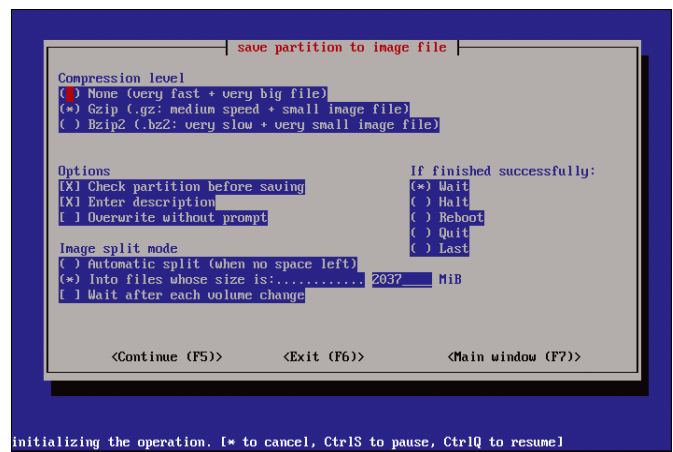 save partition to image file
Compression level
( ) None (very fast + very big file)
(*) Gzip (.gz: medium speed + small image file)
( ) Bzip2 (.bz2: very slow + very small image file)
Options
[X] Check partition before saving
[X] Enter description
[ ] Overwrite without prompt
If finished successfully:
(*) Wait
( ) Halt
( ) Reboot
( ) Quit
( ) Last
Image split mode
( ) Automatic split (when no space left)
(*) Into files whose size is:............ 2037____ MiB
[ ] Wait after each volume change
<Continue (F5)> <Exit (F6)> <Main window (F7)>
initializing the operation. [* to cancel, CtrlS to pause, CtrlQ to resume]